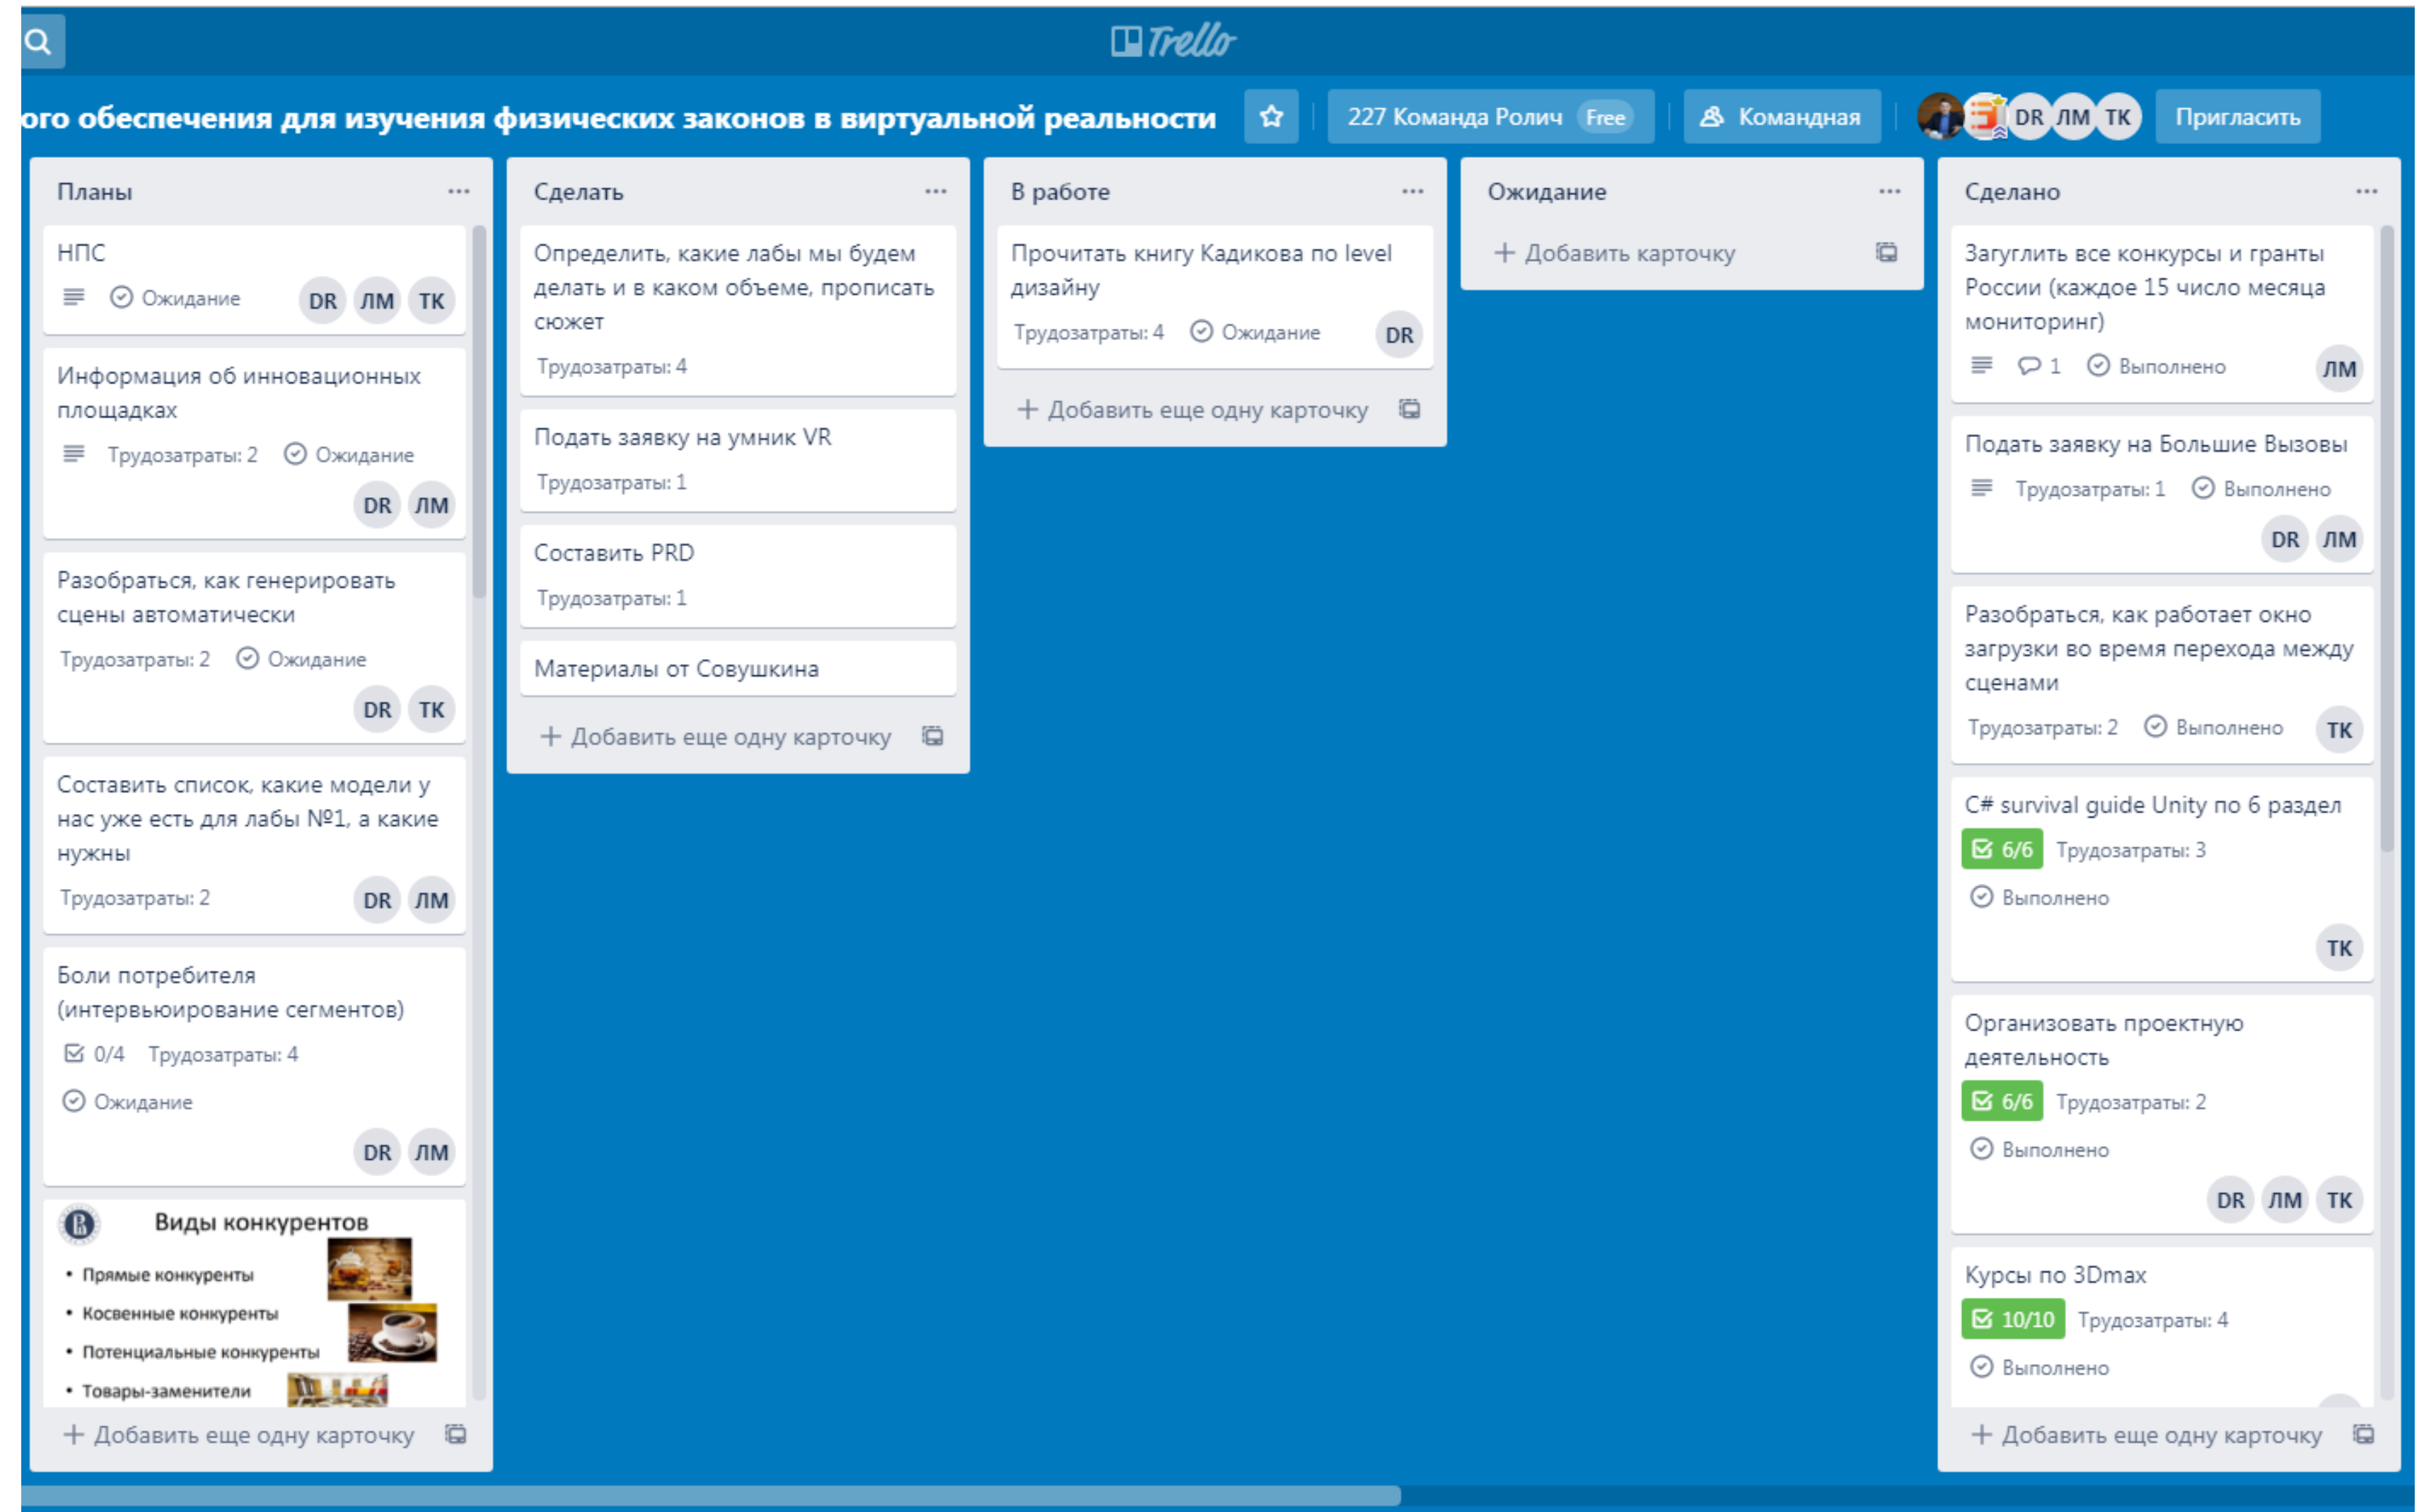 Trello
ого обеспечения для изучения физических законов в виртуальной реальности
227 Команда Ролич Free
Командная
DR ЛМ ТК
Пригласить
Планы
НПС
Ожидание
DR ЛМ ТК
Информация об инновационных
площадках
Трудозатраты: 2 Ожидание
DR ЛМ
Разобраться, как генерировать
сцены автоматически
Трудозатраты: 2 Ожидание
DR ТК
Составить список, какие модели у
нас уже есть для лабы №1, а какие
нужны
Трудозатраты: 2
DR ЛМ
Боли потребителя
(интервьюирование сегментов)
0/4 Трудозатраты: 4
Ожидание
DR ЛМ
Виды конкурентов
• Прямые конкуренты
• Косвенные конкуренты
• Потенциальные конкуренты
• Товары-заменители
+ Добавить еще одну карточку
Сделать
Определить, какие лабы мы будем
делать и в каком объеме, прописать
сюжет
Трудозатраты: 4
Подать заявку на умник VR
Трудозатраты: 1
Составить PRD
Трудозатраты: 1
Материалы от Совушкина
+ Добавить еще одну карточку
В работе
Прочитать книгу Кадикова по level
дизайну
Трудозатраты: 4 Ожидание
DR
+ Добавить еще одну карточку
Ожидание
+ Добавить карточку
Сделано
Загуглить все конкурсы и гранты
России (каждое 15 число месяца
мониторинг)
1 Выполнено
ЛМ
Подать заявку на Большие Вызовы
Трудозатраты: 1 Выполнено
DR ЛМ
Разобраться, как работает окно
загрузки во время перехода между
сценами
Трудозатраты: 2 Выполнено
ТК
C# survival guide Unity по 6 раздел
6/6 Трудозатраты: 3
Выполнено
ТК
Организовать проектную
деятельность
6/6 Трудозатраты: 2
Выполнено
DR ЛМ ТК
Курсы по 3Dmax
10/10 Трудозатраты: 4
Выполнено
+ Добавить еще одну карточку